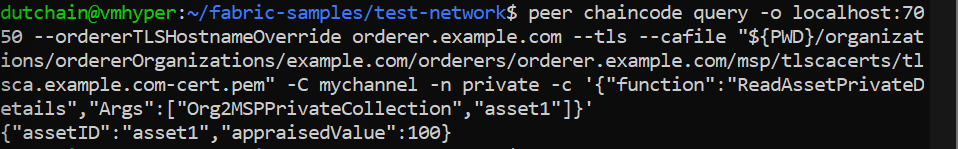 dutchain@vmhyper:~/fabric-samples/test-network$ peer chaincode query -o localhost:70
50 --ordererTLSHostnameOverride orderer.example.com --tls --cafile "${PWD}/organizat
ions/ordererOrganizations/example.com/orderers/orderer.example.com/msp/tlscacerts/tl
sca.example.com-cert.pem" -C mychannel -n private -c '{"function":"ReadAssetPrivateD
etails","Args":["Org2MSPPrivateCollection","asset1"]}'
{"assetID":"asset1","appraisedValue":100}